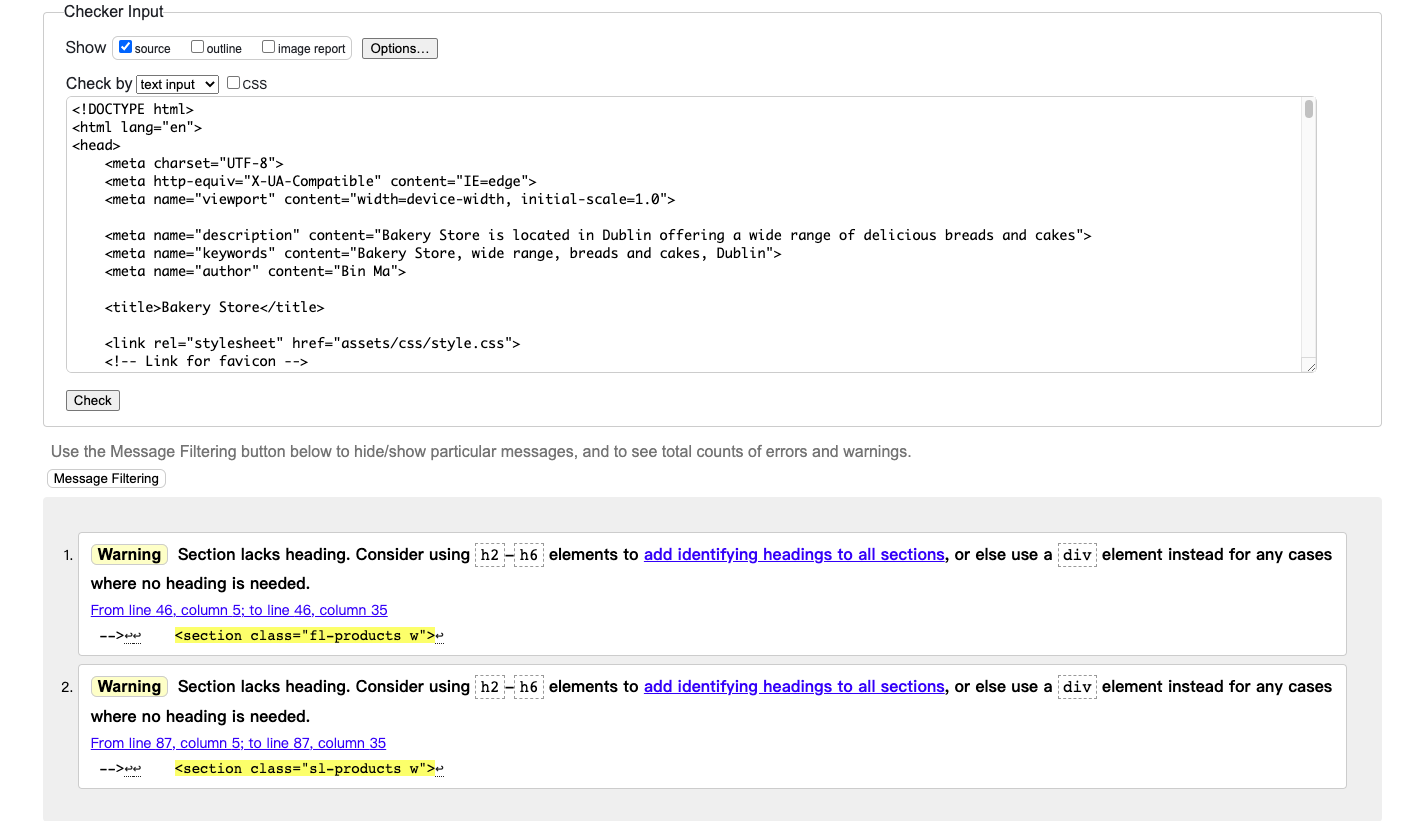 Checker Input
Show source outline image report Options...
Check by text input CSS
<!DOCTYPE html>
<html lang="en">
<head>
    <meta charset="UTF-8">
    <meta http-equiv="X-UA-Compatible" content="IE=edge">
    <meta name="viewport" content="width=device-width, initial-scale=1.0">
    <meta name="description" content="Bakery Store is located in Dublin offering a wide range of delicious breads and cakes">
    <meta name="keywords" content="Bakery Store, wide range, breads and cakes, Dublin">
    <meta name="author" content="Bin Ma">
    <title>Bakery Store</title>
    <link rel="stylesheet" href="assets/css/style.css">
    <!-- Link for favicon -->
Check
Use the Message Filtering button below to hide/show particular messages, and to see total counts of errors and warnings.
Message Filtering
1. Warning Section lacks heading. Consider using h2–h6 elements to add identifying headings to all sections, or else use a div element instead for any cases
where no heading is needed.
From line 46, column 5; to line 46, column 35
-->↩↩    <section class="fl-products w">↩
2. Warning Section lacks heading. Consider using h2–h6 elements to add identifying headings to all sections, or else use a div element instead for any cases
where no heading is needed.
From line 87, column 5; to line 87, column 35
-->↩↩    <section class="sl-products w">↩